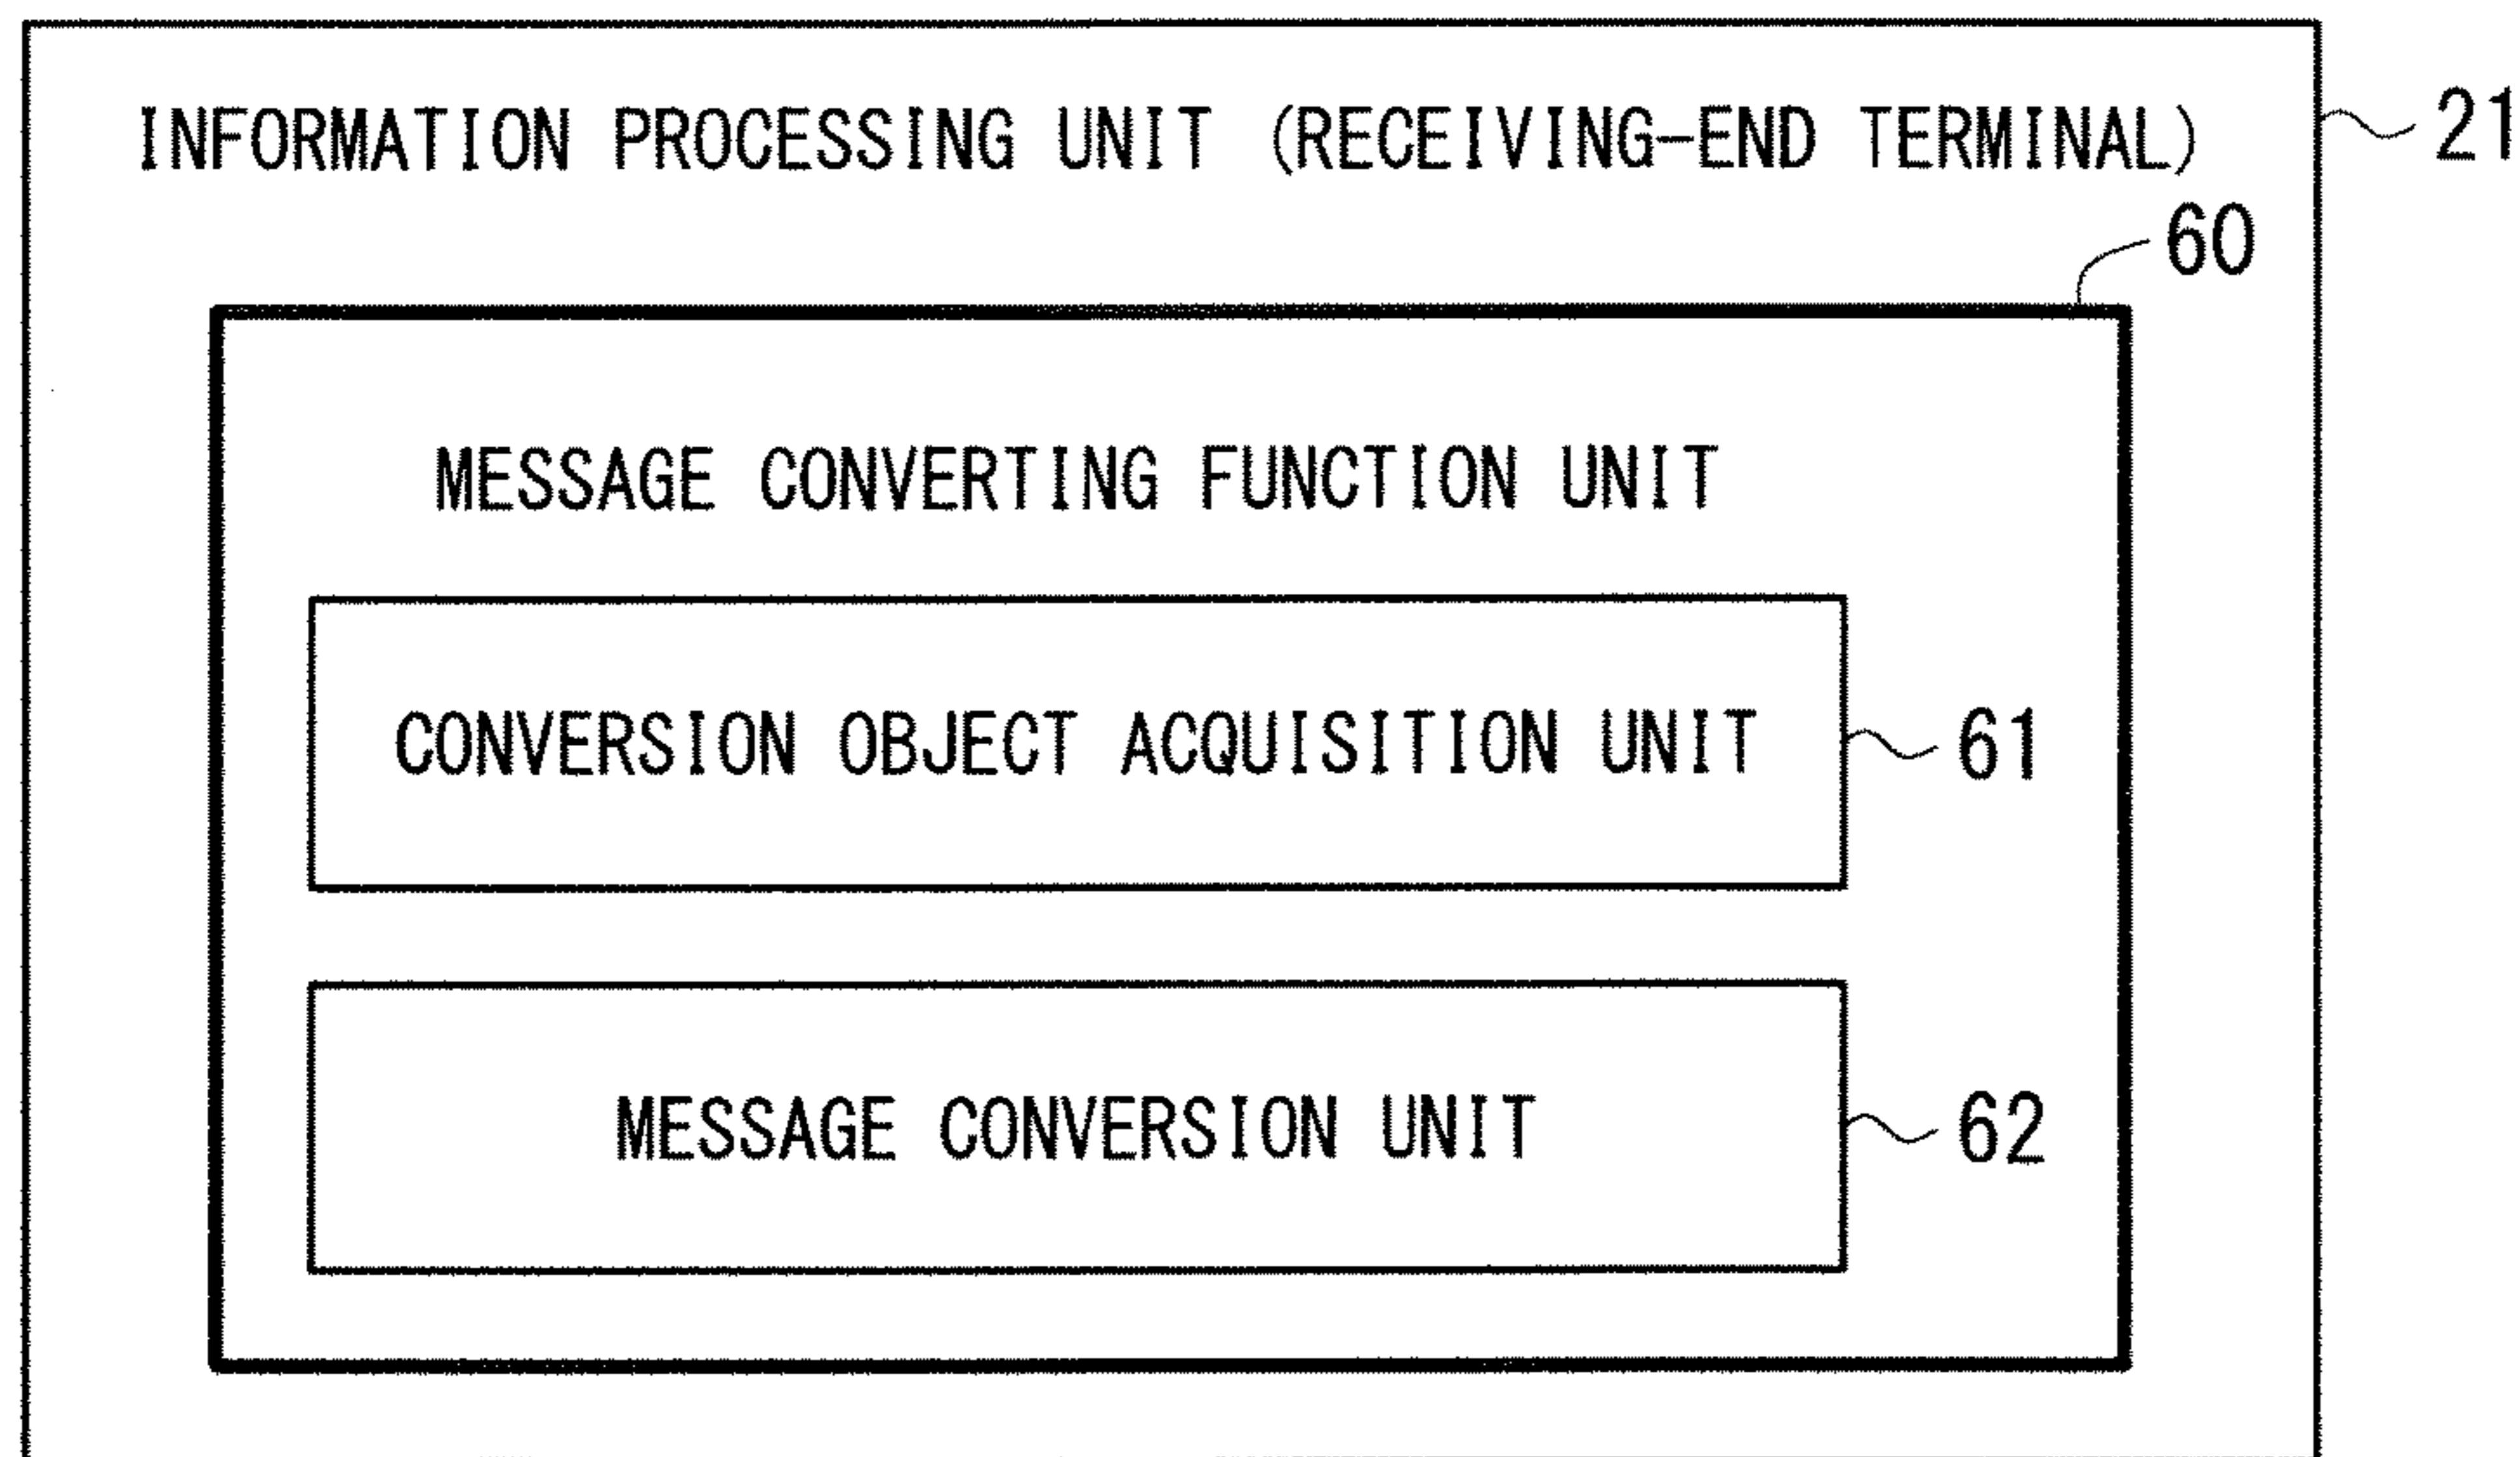 INFORMATION PROCESSING UNIT (RECEIVING-END TERMINAL)
21
60
MESSAGE CONVERTING FUNCTION UNIT
CONVERSION OBJECT ACQUISITION UNIT
61
MESSAGE CONVERSION UNIT
62